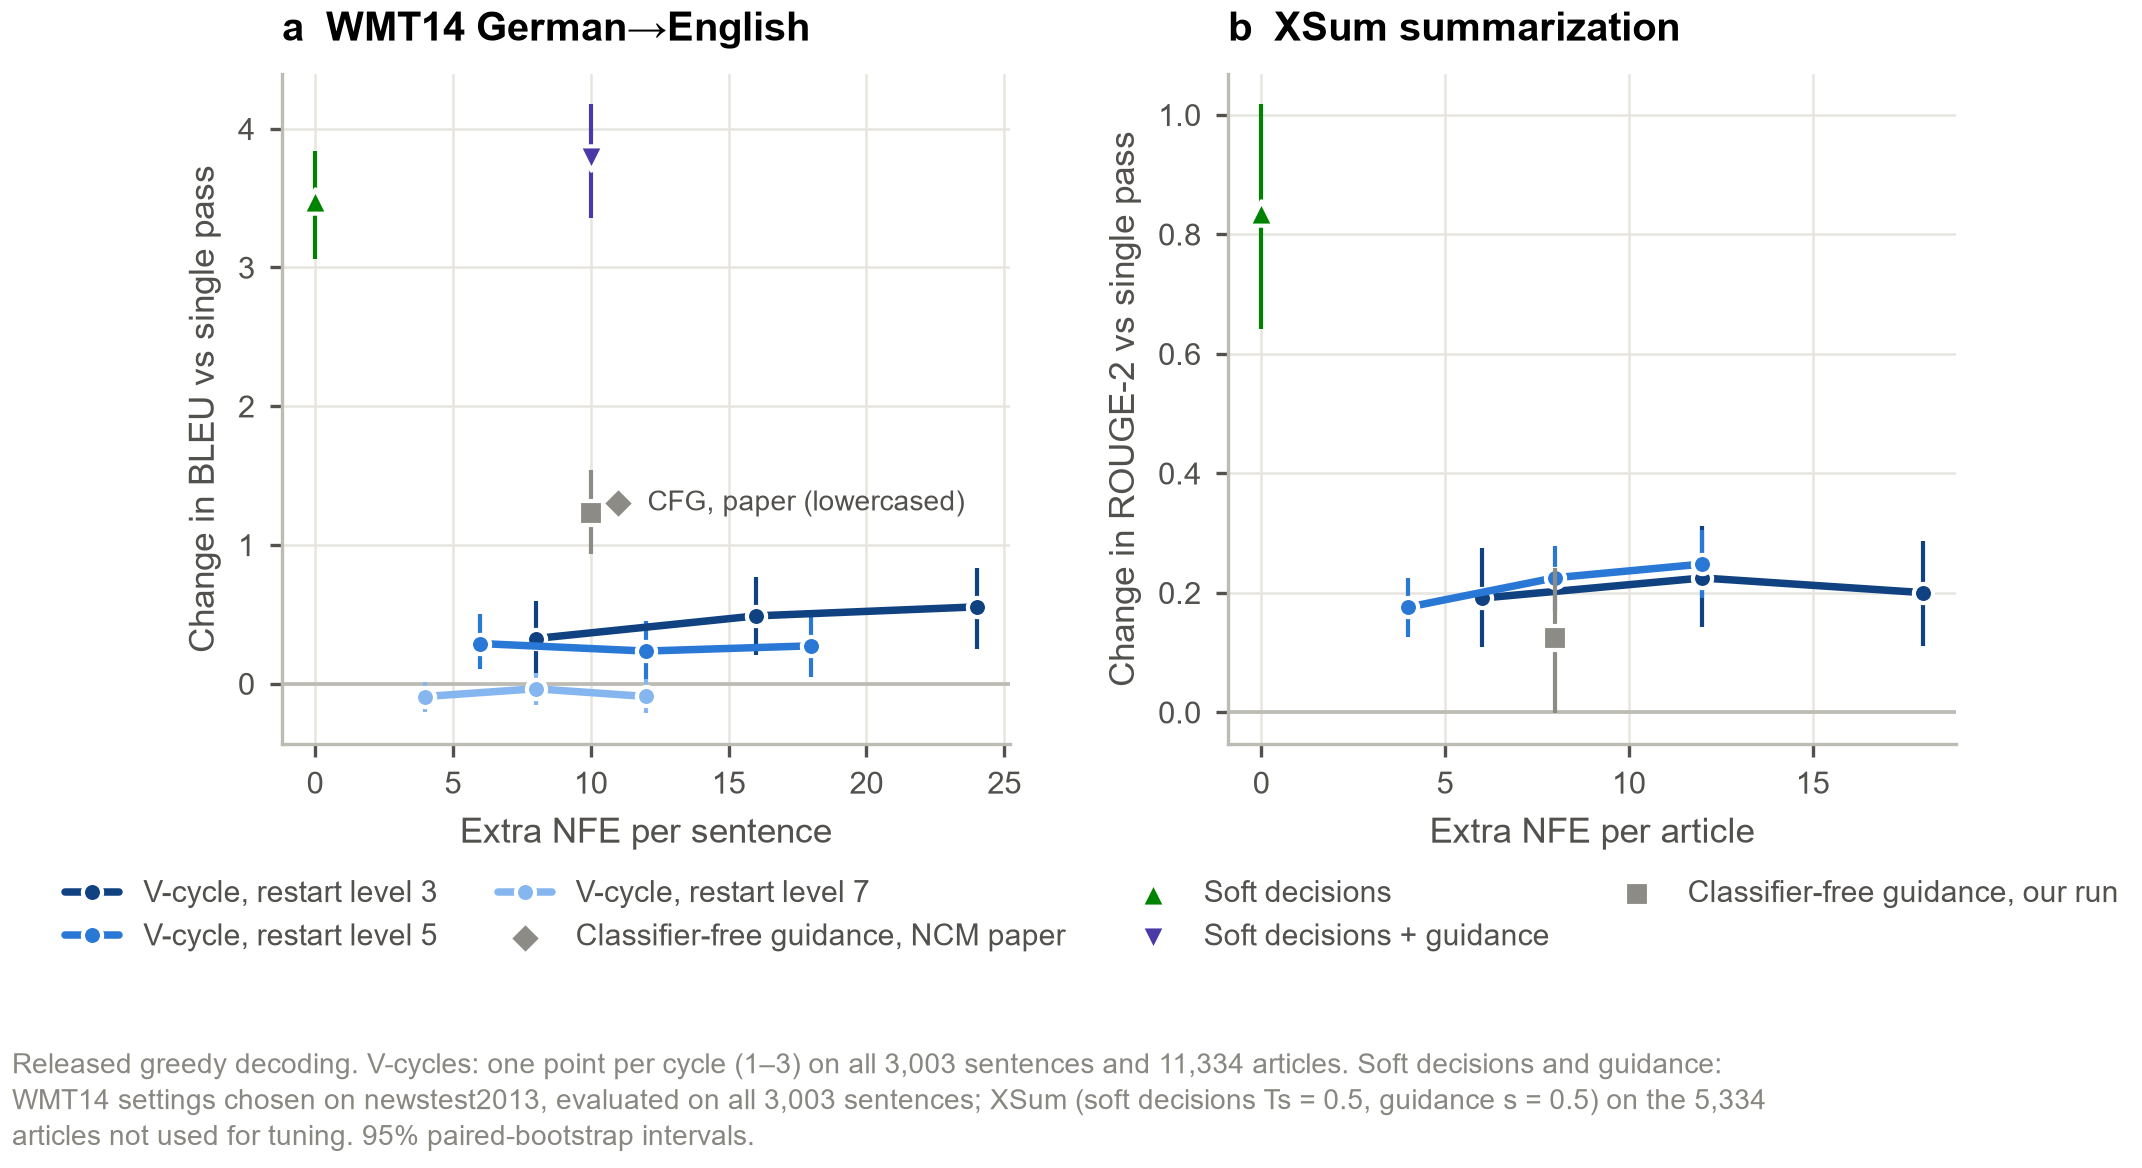 a WMT14 German→English
Change in BLEU vs single pass
4
3
2
1
0
CFG, paper (lowercased)
0 5 10 15 20 25
Extra NFE per sentence
b XSum summarization
Change in ROUGE-2 vs single pass
1.0
0.8
0.6
0.4
0.2
0.0
0 5 10 15
Extra NFE per article
V-cycle, restart level 3
V-cycle, restart level 5
V-cycle, restart level 7
Classifier-free guidance, NCM paper
Soft decisions
Soft decisions + guidance
Classifier-free guidance, our run
Released greedy decoding. V-cycles: one point per cycle (1–3) on all 3,003 sentences and 11,334 articles. Soft decisions and guidance:
WMT14 settings chosen on newstest2013, evaluated on all 3,003 sentences; XSum (soft decisions Ts = 0.5, guidance s = 0.5) on the 5,334
articles not used for tuning. 95% paired-bootstrap intervals.